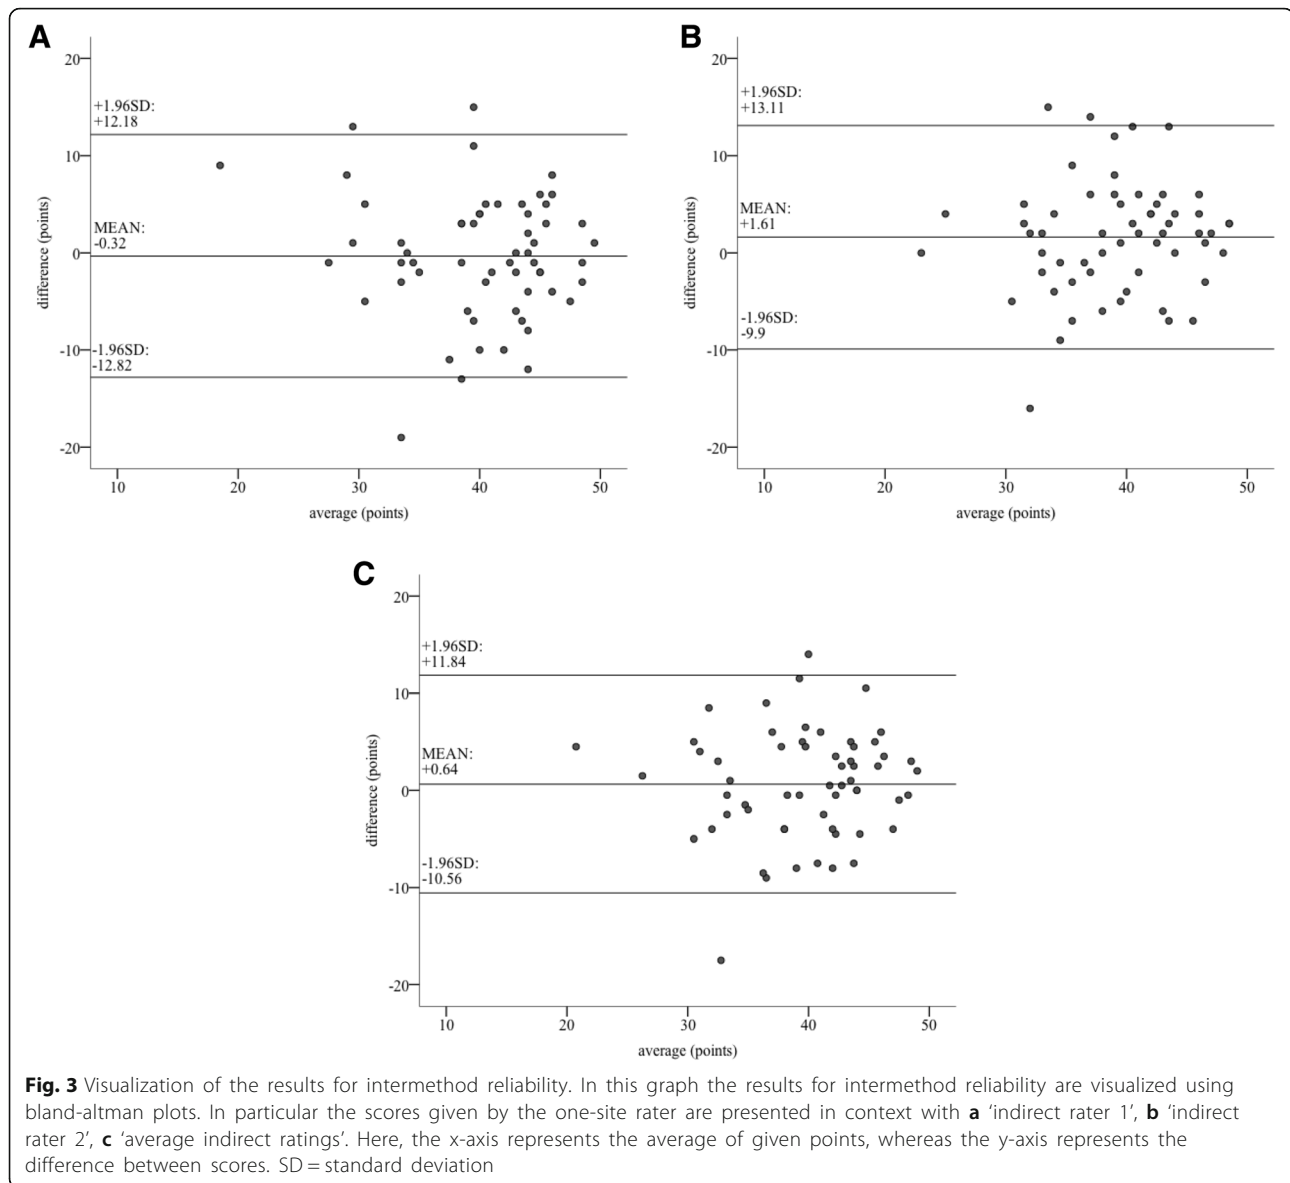 A
20
+1.96SD:
+12.18
10
MEAN:
-0.32
0
difference (points)
-1.96SD:
-10
-12.82
-20
10 20 30 40 50
average (points)
B
20
+1.96SD:
+13.11
10
MEAN:
+1.61
0
difference (points)
-1.96SD:
-9.9
-10
-20
10 20 30 40 50
average (points)
C
20
+1.96SD:
+11.84
10
MEAN:
+0.64
0
difference (points)
-1.96SD:
-10.56
-10
-20
10 20 30 40 50
average (points)
Fig. 3 Visualization of the results for intermethod reliability. In this graph the results for intermethod reliability are visualized using
bland-altman plots. In particular the scores given by the one-site rater are presented in context with a 'indirect rater 1', b 'indirect
rater 2', c 'average indirect ratings'. Here, the x-axis represents the average of given points, whereas the y-axis represents the
difference between scores. SD = standard deviation